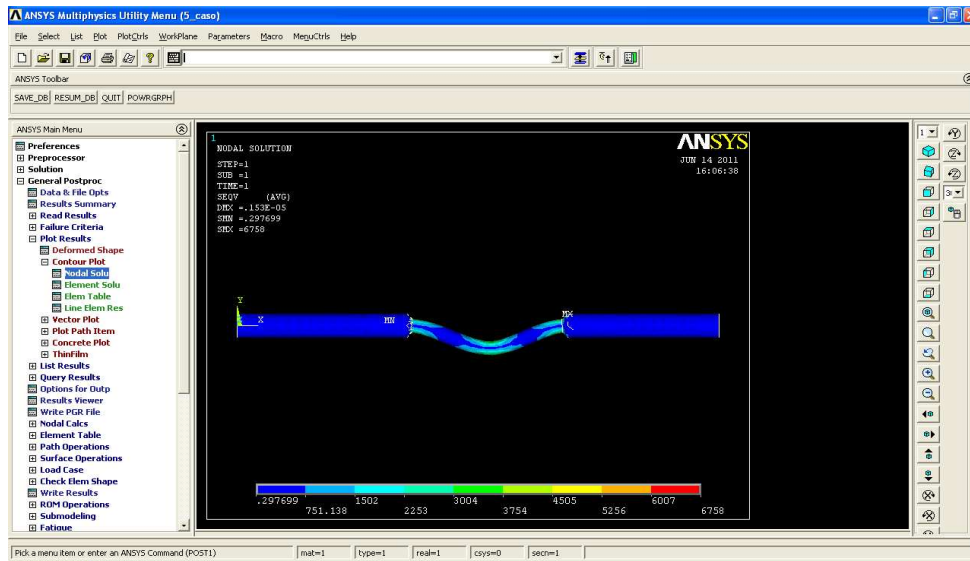 ANSYS Multiphysics Utility Menu (5_caso)
File Select List Plot PlotCtrls WorkPlane Parameters Macro MenuCtrls Help
ANSYS Toolbar
SAVE_DB RESUM_DB QUIT POWRGRPH
ANSYS Main Menu
Preferences
Preprocessor
Solution
General Postproc
Data & File Opts
Results Summary
Read Results
Failure Criteria
Plot Results
Deformed Shape
Contour Plot
Nodal Solu
Element Solu
Elem Table
Line Elem Res
Vector Plot
Plot Path Item
Concrete Plot
ThinFilm
List Results
Query Results
Options for Outp
Results Viewer
Write PGR File
Nodal Calcs
Element Table
Path Operations
Surface Operations
Load Case
Check Elem Shape
Write Results
ROM Operations
Submodeling
Fatigue
1
NODAL SOLUTION
STEP=1
SUB =1
TIME=1
SEQV (AVG)
DMX =.153E-05
SMN =.297699
SMX =6758
ANSYS
JUN 14 2011
16:06:38
Y
X
MN
MX
.297699 1502 3004 4505 6007
751.138 2253 3754 5256 6758
1
Pick a menu item or enter an ANSYS Command (POST1) mat=1 type=1 real=1 csys=0 secn=1